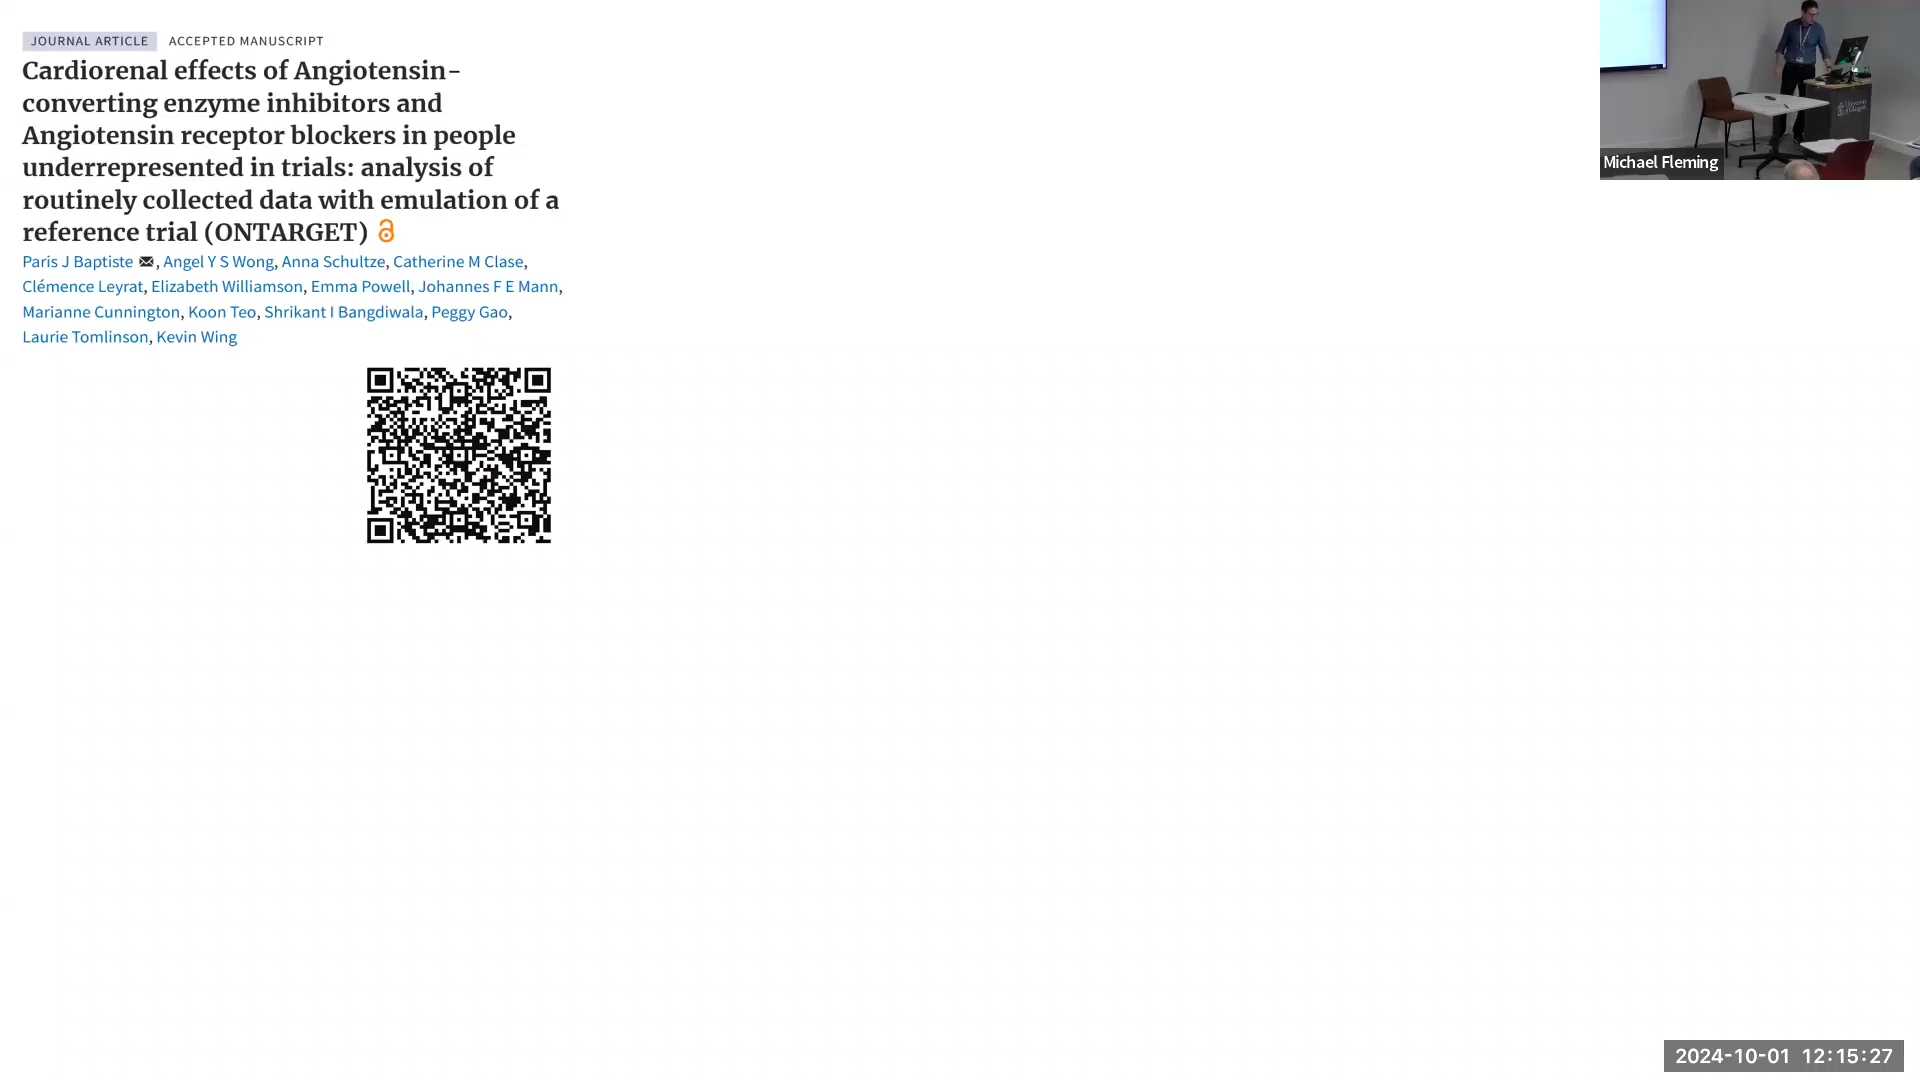 JOURNAL ARTICLE ACCEPTED MANUSCRIPT
Cardiorenal effects of Angiotensin-
converting enzyme inhibitors and
Angiotensin receptor blockers in people
underrepresented in trials: analysis of
routinely collected data with emulation of a
reference trial (ONTARGET)
Paris J Baptiste, Angel Y S Wong, Anna Schultze, Catherine M Clase,
Clémence Leyrat, Elizabeth Williamson, Emma Powell, Johannes F E Mann,
Marianne Cunnington, Koon Teo, Shrikant I Bangdiwala, Peggy Gao,
Laurie Tomlinson, Kevin Wing
University
of Glasgow
Michael Fleming
2024-10-01 12:15:27